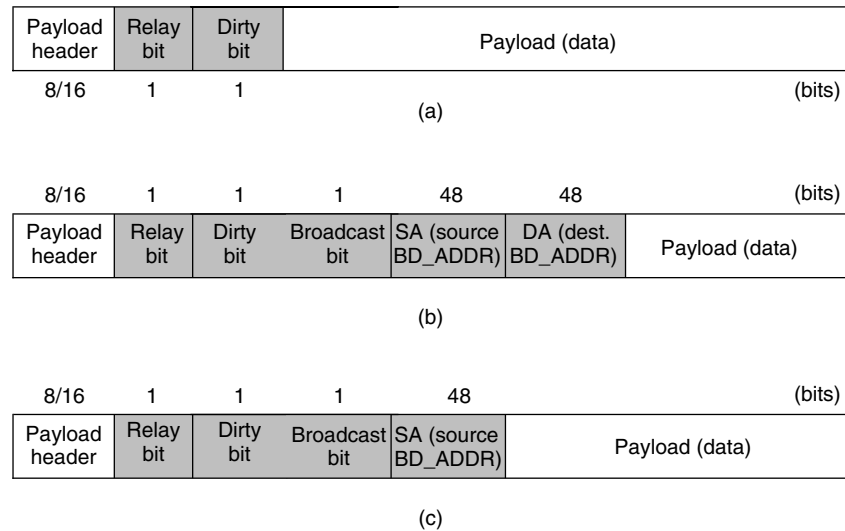 Payload header Relay bit Dirty bit Payload (data)
8/16 1 1 (bits)
(a)
8/16 1 1 1 48 48 (bits)
Payload header Relay bit Dirty bit Broadcast bit SA (source BD_ADDR) DA (dest. BD_ADDR) Payload (data)
(b)
8/16 1 1 1 48 (bits)
Payload header Relay bit Dirty bit Broadcast bit SA (source BD_ADDR) Payload (data)
(c)